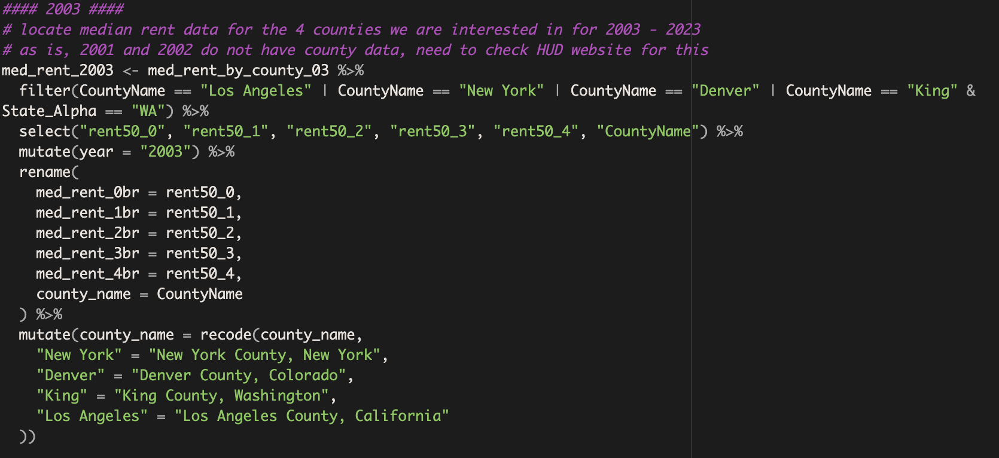 #### 2003 ####
# locate median rent data for the 4 counties we are interested in for 2003 - 2023
# as is, 2001 and 2002 do not have county data, need to check HUD website for this
med_rent_2003 <- med_rent_by_county_03 %>%
  filter(CountyName == "Los Angeles" | CountyName == "New York" | CountyName == "Denver" | CountyName == "King" &
State_Alpha == "WA") %>%
  select("rent50_0", "rent50_1", "rent50_2", "rent50_3", "rent50_4", "CountyName") %>%
  mutate(year = "2003") %>%
  rename(
    med_rent_0br = rent50_0,
    med_rent_1br = rent50_1,
    med_rent_2br = rent50_2,
    med_rent_3br = rent50_3,
    med_rent_4br = rent50_4,
    county_name = CountyName
  ) %>%
  mutate(county_name = recode(county_name,
    "New York" = "New York County, New York",
    "Denver" = "Denver County, Colorado",
    "King" = "King County, Washington",
    "Los Angeles" = "Los Angeles County, California"
  ))